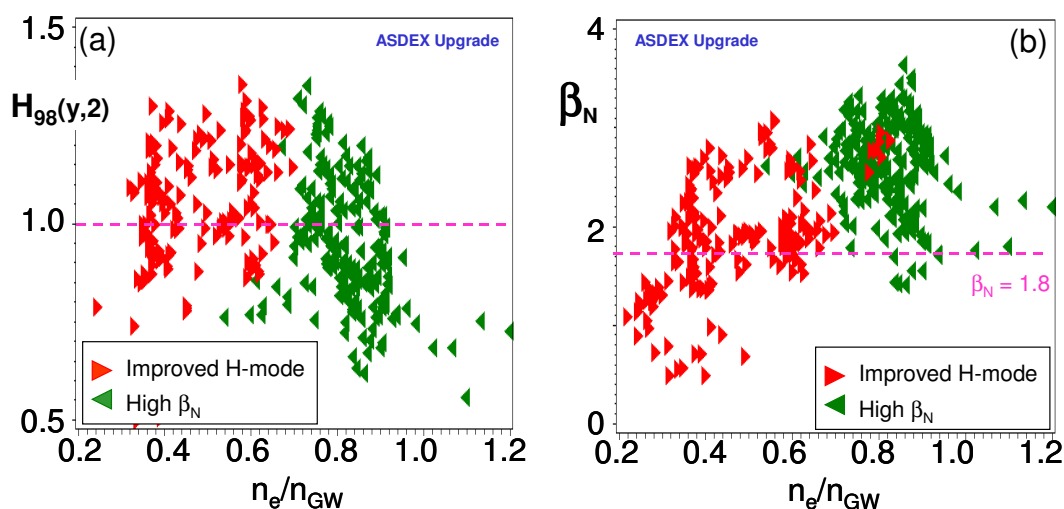 (a)
ASDEX Upgrade
1.5
H98(y,2)
1.0
0.5
Improved H-mode
High βN
0.2 0.4 0.6 0.8 1.0 1.2
ne/nGW
ASDEX Upgrade
(b)
4
βN
2
βN = 1.8
0
Improved H-mode
High βN
0.2 0.4 0.6 0.8 1.0 1.2
ne/nGW